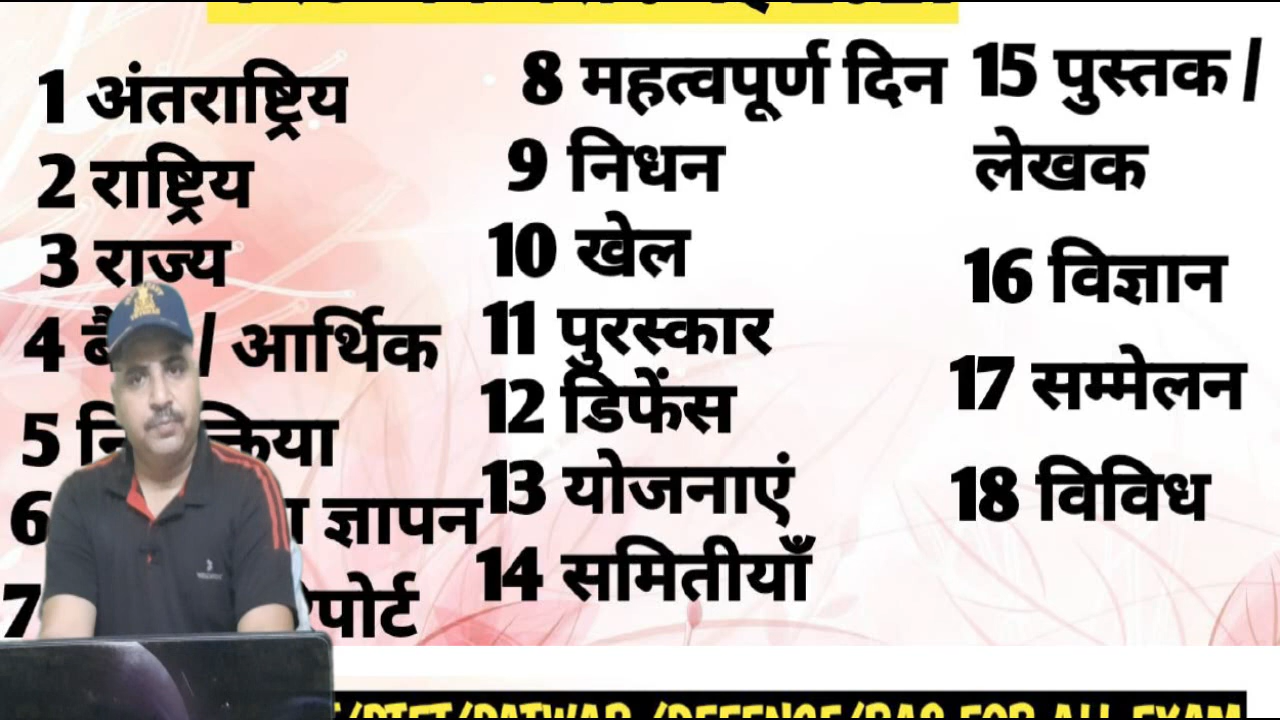 1 अंतराष्ट्रिय
2 राष्ट्रिय
3 राज्य
4 / आर्थिक
5
6 ज्ञापन
7
8 महत्वपूर्ण दिन
9 निधन
10 खेल
11 पुरस्कार
12 डिफेंस
13 योजनाएं
14 समितीयाँ
15 पुस्तक /
लेखक
16 विज्ञान
17 सम्मेलन
18 विविध